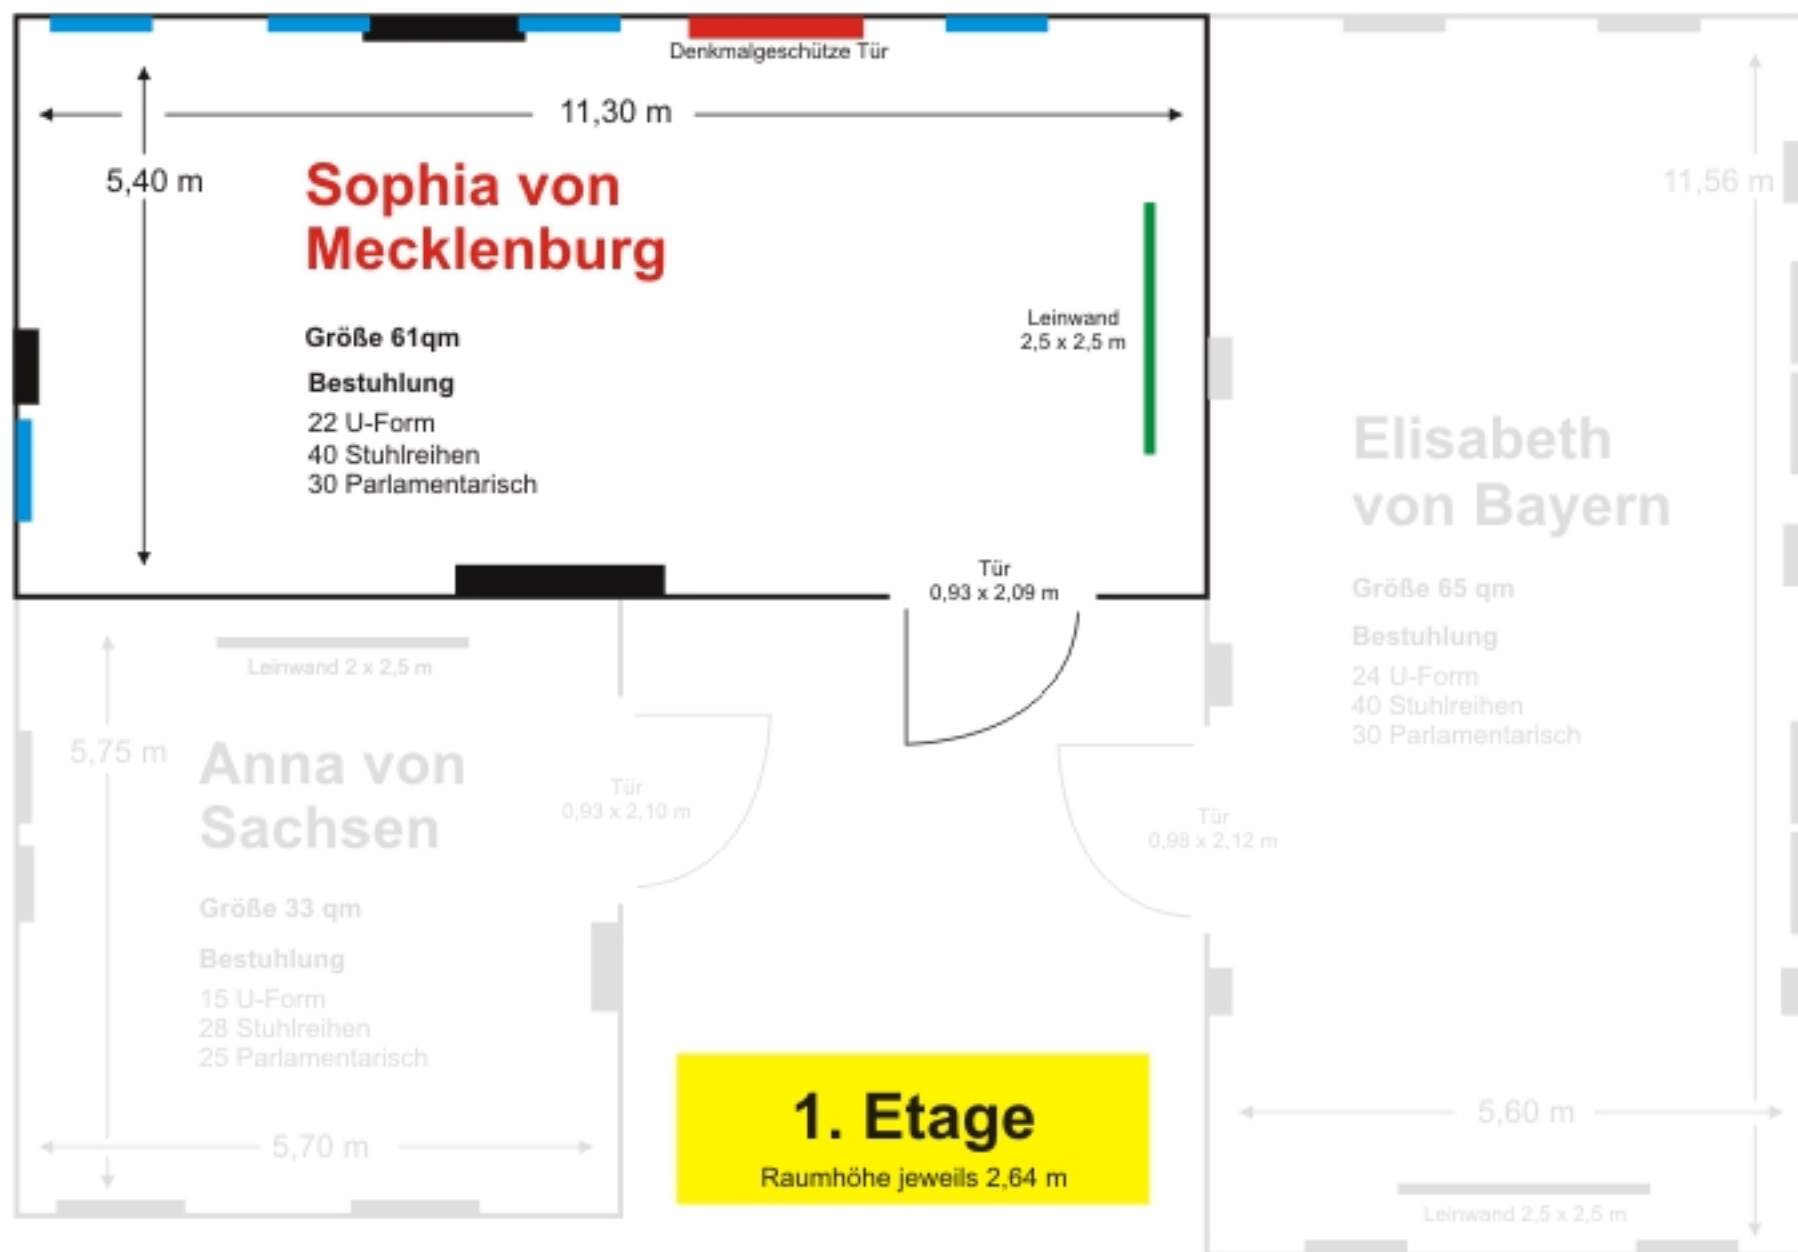 Denkmalgeschütze Tür
11,30 m
5,40 m
Sophia von
Mecklenburg
Größe 61qm
Bestuhlung
22 U-Form
40 Stuhlreihen
30 Parlamentarisch
Leinwand
2,5 x 2,5 m
Tür
0,93 x 2,09 m
11,56 m
Elisabeth
von Bayern
Größe 65 qm
Bestuhlung
24 U-Form
40 Stuhlreihen
30 Parlamentarisch
Leinwand 2 x 2,5 m
5,75 m
Anna von
Sachsen
Größe 33 qm
Bestuhlung
15 U-Form
28 Stuhlreihen
25 Parlamentarisch
5,70 m
Tür
0,93 x 2,10 m
Tür
0,98 x 2,12 m
1. Etage
Raumhöhe jeweils 2,64 m
5,60 m
Leinwand 2,5 x 2,5 m